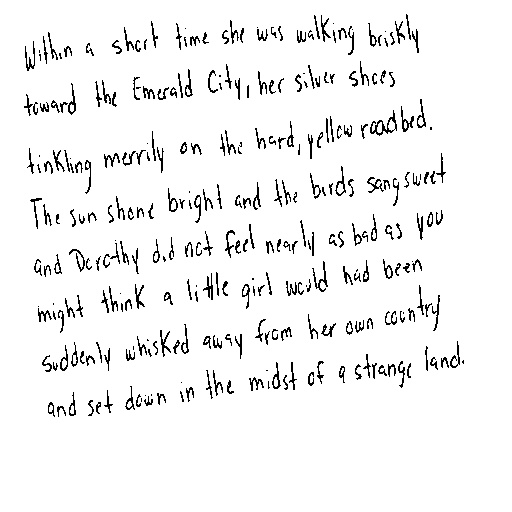 Within a short time she was walking briskly
toward the Emerald City, her silver shoes
tinkling merrily on the hard, yellow roadbed.
The sun shone bright and the birds sang sweet
and Dorothy did not feel nearly as bad as you
might think a little girl would had been
suddenly whisked away from her own country
and set down in the midst of a strange land.